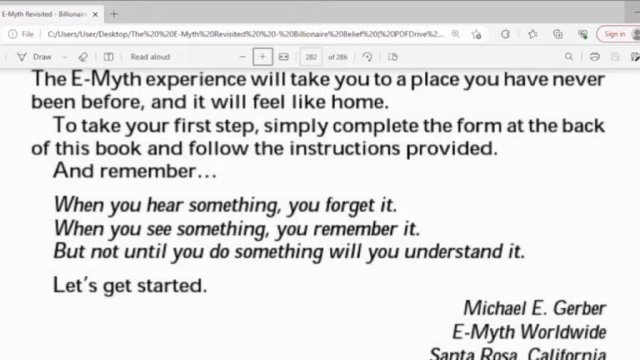 E-Myth Revisited - Billionaire
File
C:/Users/User/Desktop/The%20%20E-Myth%20Revisited%20%20-%20Billionaire%20Belief(%20PDFDrive...
Sign in
Draw
Read aloud
282
of 286
The E-Myth experience will take you to a place you have never
been before, and it will feel like home.
To take your first step, simply complete the form at the back
of this book and follow the instructions provided.
And remember...
When you hear something, you forget it.
When you see something, you remember it.
But not until you do something will you understand it.
Let's get started.
Michael E. Gerber
E-Myth Worldwide
Santa Rosa, California